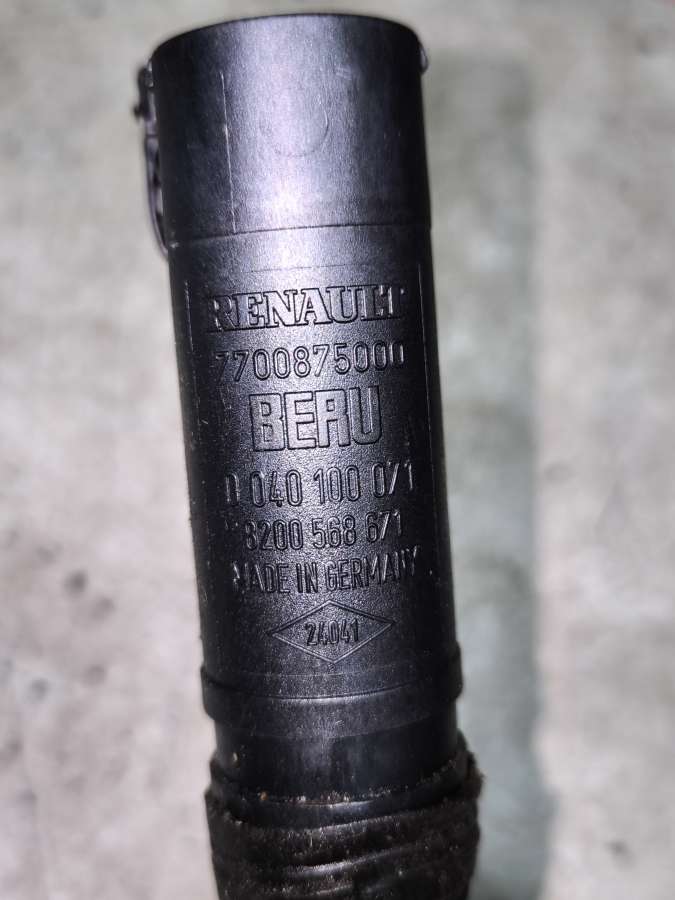 RENAULT
7700875000
BERU
0 040 100 071
8200 568 671
MADE IN GERMANY
24041